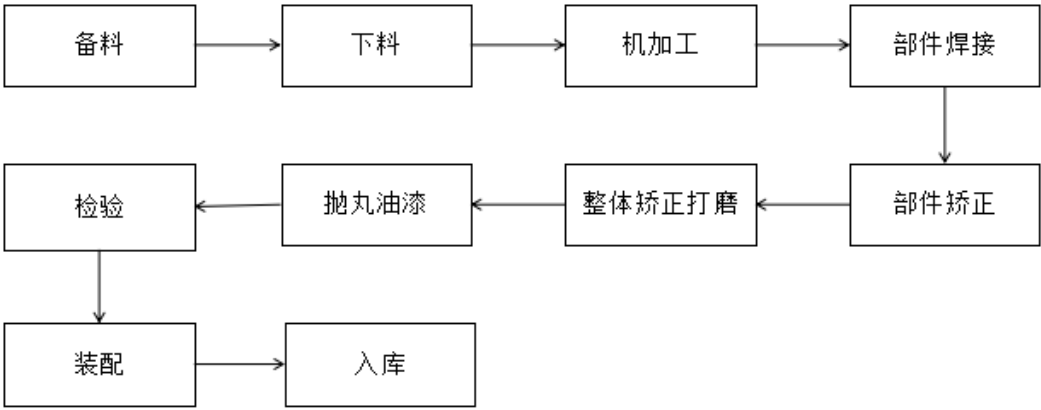 备料
下料
机加工
部件焊接
部件矫正
整体矫正打磨
抛丸油漆
检验
装配
入库